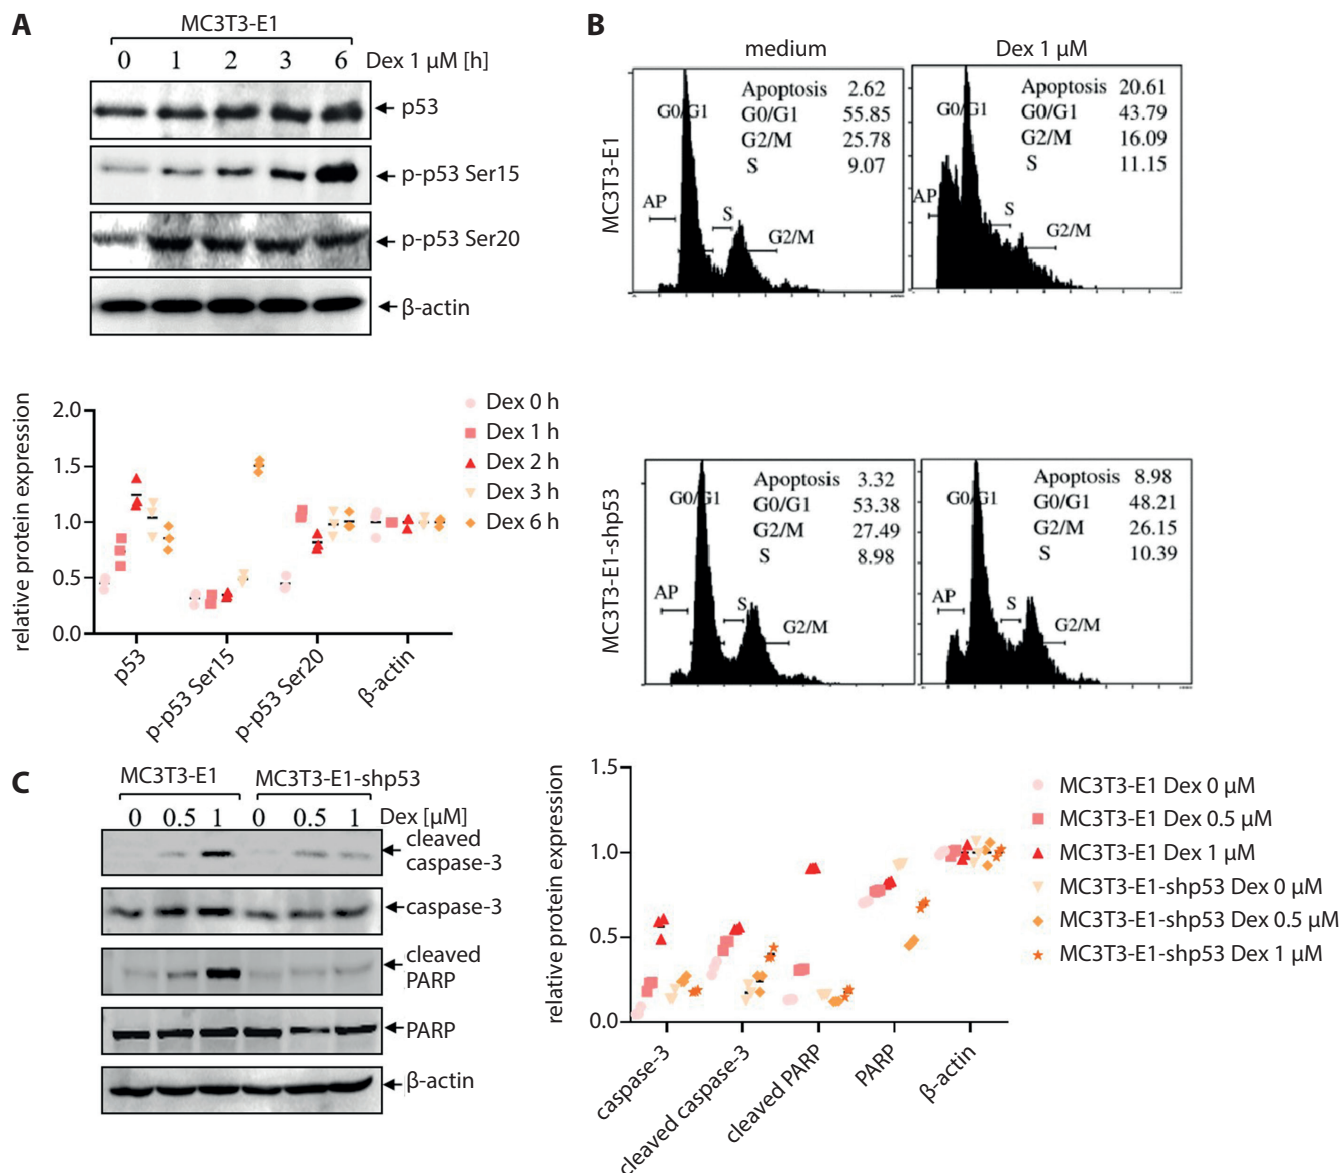 A
MC3T3-E1
0 1 2 3 6 Dex 1 µM [h]
p53
p-p53 Ser15
p-p53 Ser20
β-actin
relative protein expression
2.0
1.5
1.0
0.5
0.0
p53
p-p53 Ser15
p-p53 Ser20
β-actin
Dex 0 h
Dex 1 h
Dex 2 h
Dex 3 h
Dex 6 h
B
medium
Dex 1 µM
MC3T3-E1
Apoptosis 2.62
G0/G1 55.85
G2/M 25.78
S 9.07
G0/G1
AP
S
G2/M
Apoptosis 20.61
G0/G1 43.79
G2/M 16.09
S 11.15
G0/G1
AP
S
G2/M
MC3T3-E1-shp53
Apoptosis 3.32
G0/G1 53.38
G2/M 27.49
S 8.98
G0/G1
AP
S
G2/M
Apoptosis 8.98
G0/G1 48.21
G2/M 26.15
S 10.39
G0/G1
AP
S
G2/M
C
MC3T3-E1 MC3T3-E1-shp53
0 0.5 1 0 0.5 1 Dex [µM]
cleaved
caspase-3
caspase-3
cleaved
PARP
PARP
β-actin
relative protein expression
1.5
1.0
0.5
0.0
caspase-3
cleaved caspase-3
cleaved PARP
PARP
β-actin
MC3T3-E1 Dex 0 µM
MC3T3-E1 Dex 0.5 µM
MC3T3-E1 Dex 1 µM
MC3T3-E1-shp53 Dex 0 µM
MC3T3-E1-shp53 Dex 0.5 µM
MC3T3-E1-shp53 Dex 1 µM